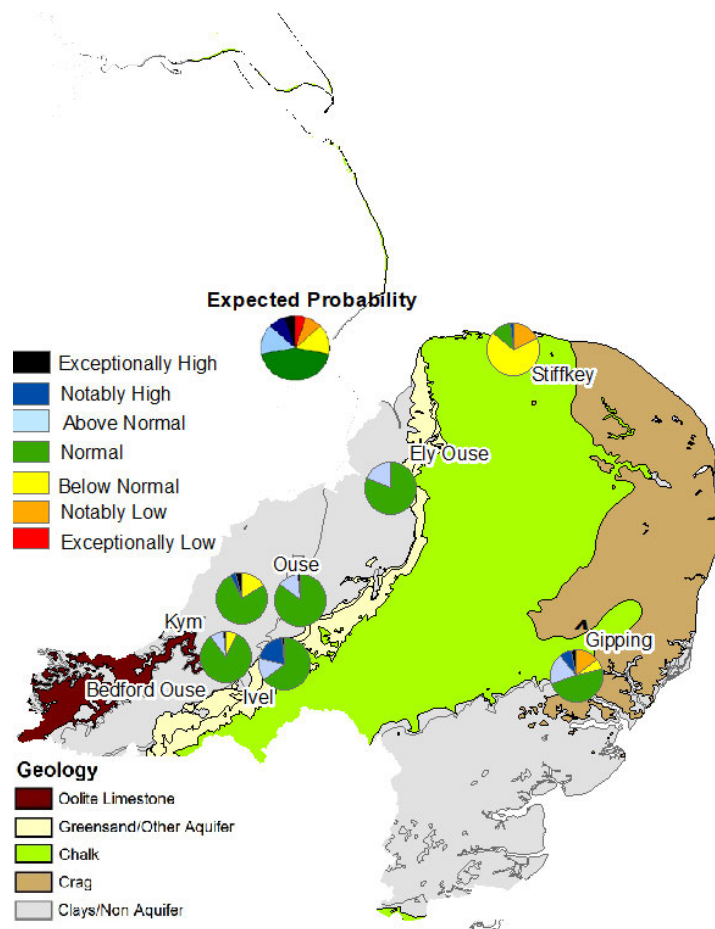 Expected Probability
Exceptionally High
Notably High
Above Normal
Normal
Below Normal
Notably Low
Exceptionally Low
Stiffkey
Ely Ouse
Ouse
Kym
Bedford Ouse
Ivel
Gipping
Geology
Oolite Limestone
Greensand/Other Aquifer
Chalk
Crag
Clays/Non Aquifer